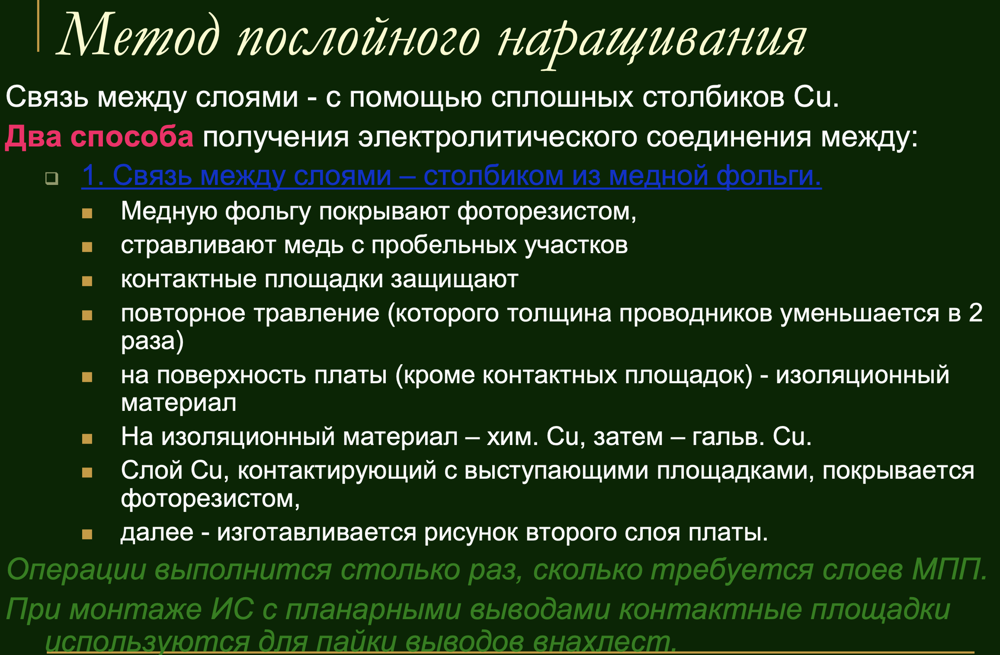 Метод послойного наращивания
Связь между слоями - с помощью сплошных столбиков Cu.
Два способа получения электролитического соединения между:
1. Связь между слоями – столбиком из медной фольги.
Медную фольгу покрывают фоторезистом,
стравливают медь с пробельных участков
контактные площадки защищают
повторное травление (которого толщина проводников уменьшается в 2
раза)
на поверхность платы (кроме контактных площадок) - изоляционный
материал
На изоляционный материал – хим. Cu, затем – гальв. Cu.
Слой Cu, контактирующий с выступающими площадками, покрывается
фоторезистом,
далее - изготавливается рисунок второго слоя платы.
Операции выполнится столько раз, сколько требуется слоев МПП.
При монтаже ИС с планарными выводами контактные площадки
используются для пайки выводов внахлест.